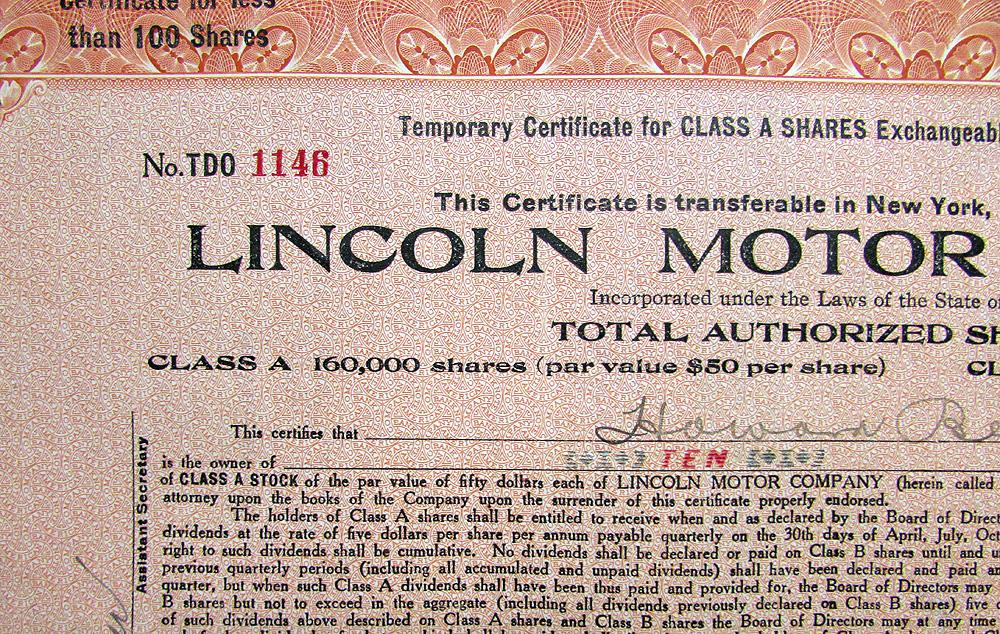 Certificate for less
than 100 Shares
Temporary Certificate for CLASS A SHARES Exchangeabl
No. TDO 1146
This Certificate is transferable in New York,
LINCOLN MOTOR
Incorporated under the Laws of the State o
TOTAL AUTHORIZED SH
CLASS A 160,000 shares (par value $50 per share) CL
This certifies that Howard Be
is the owner of TEN
of CLASS A STOCK of the par value of fifty dollars each of LINCOLN MOTOR COMPANY (herein called
attorney upon the books of the Company upon the surrender of this certificate properly endorsed.
The holders of Class A shares shall be entitled to receive when and as declared by the Board of Direct
dividends at the rate of five dollars per share per annum payable quarterly on the 30th days of April, July, Oct
right to such dividends shall be cumulative. No dividends shall be declared or paid on Class B shares until and u
previous quarterly periods (including all accumulated and unpaid dividends) shall have been declared and paid an
quarter, but when such Class A dividends shall have been thus paid and provided for, the Board of Directors may
B shares but not to exceed in the aggregate (including all dividends previously declared on Class B shares) five d
of such dividends above described on Class A shares and Class B shares the Board of Directors may at any time
Assistant Secretary